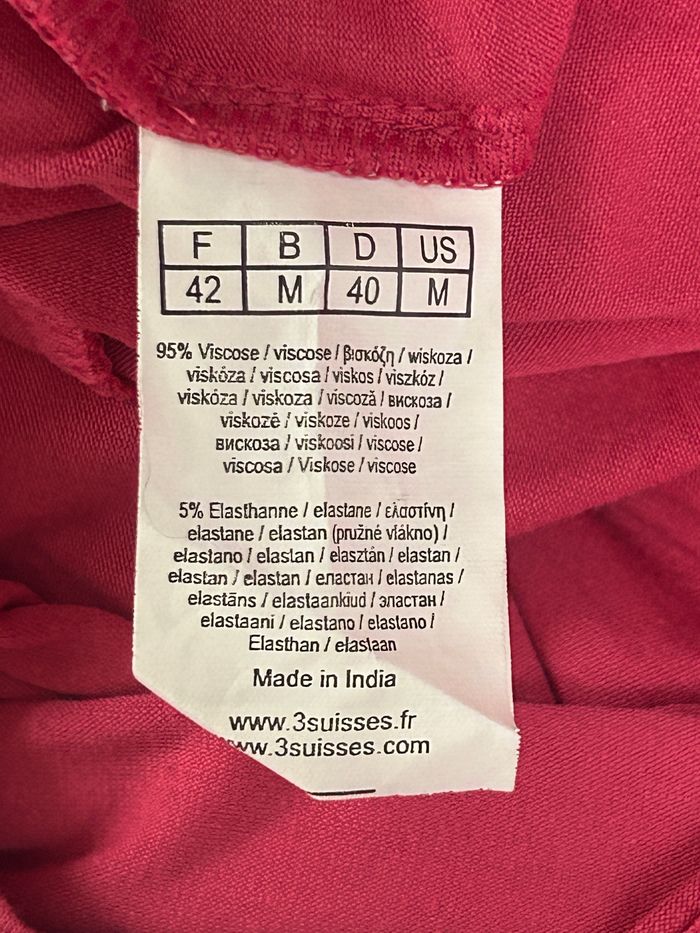 F B D US
42 M 40 M
95% Viscose / viscose / βισκόζη / wiskoza /
viskóza / viscosa / viskos / viszkóz /
viskóza / viskoza / viscoză / вискоза /
viskozē / viskoze / viskoos /
вискоза / viskoosi / viscose /
viscosa / Viskose / viscose
5% Elasthanne / elastane / ελαστίνη /
elastane / elastan (pružné vlákno) /
elastano / elastan / elasztán / elastan /
elastan / elastan / еластан / elastanas /
elastāns / elastaankiud / эластан /
elastaani / elastano / elastano /
Elasthan / elastaan
Made in India
www.3suisses.fr
ww.3suisses.com